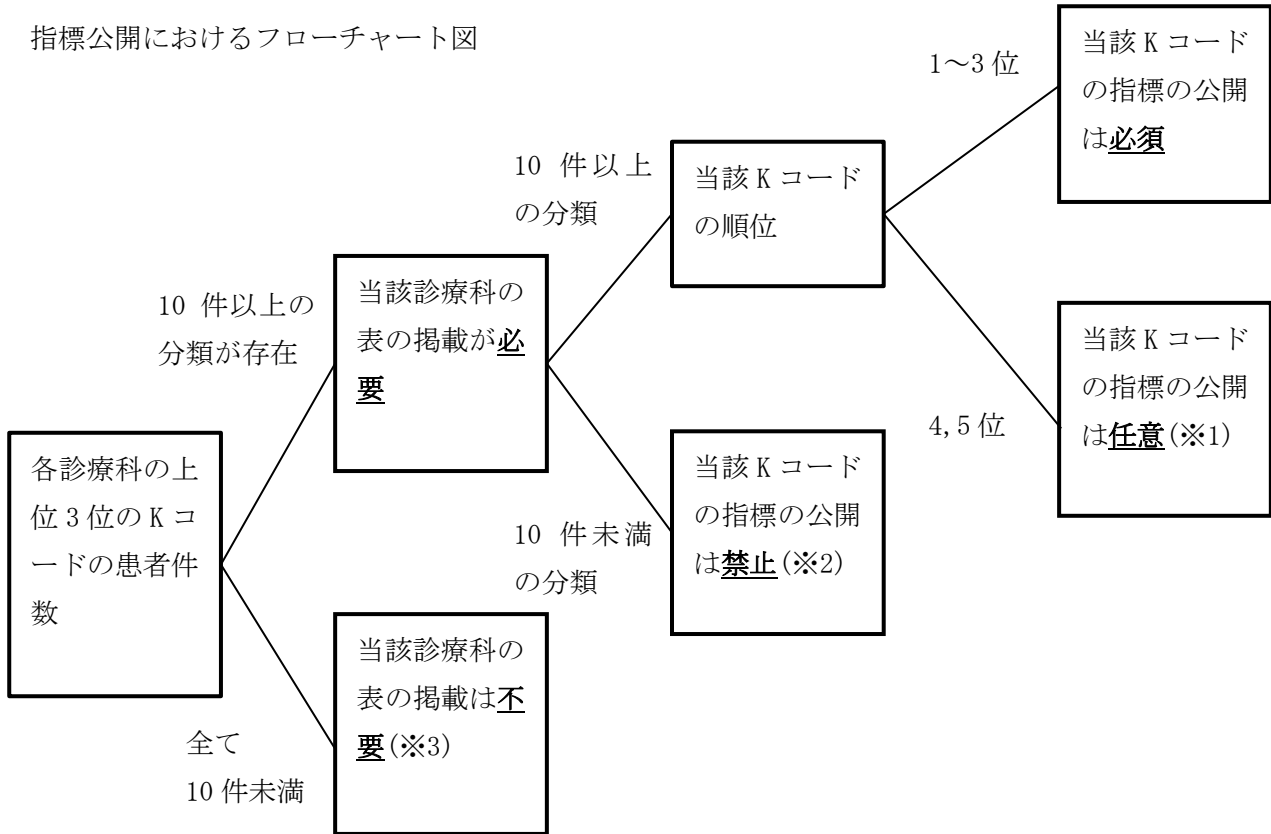 指標公開におけるフローチャート図
各診療科の上
位3位のKコ
ードの患者件
数
10 件以上の
分類が存在
全て
10件未満
当該診療科の
表の掲載が必
要
当該診療科の
表の掲載は不
要(※3)
10 件以上
の分類
10 件未満
の分類
当該Kコード
の順位
当該Kコード
の指標の公開
は禁止(※2)
1～3位
4,5位
当該Kコード
の指標の公開
は必須
当該Kコード
の指標の公開
は任意(※1)